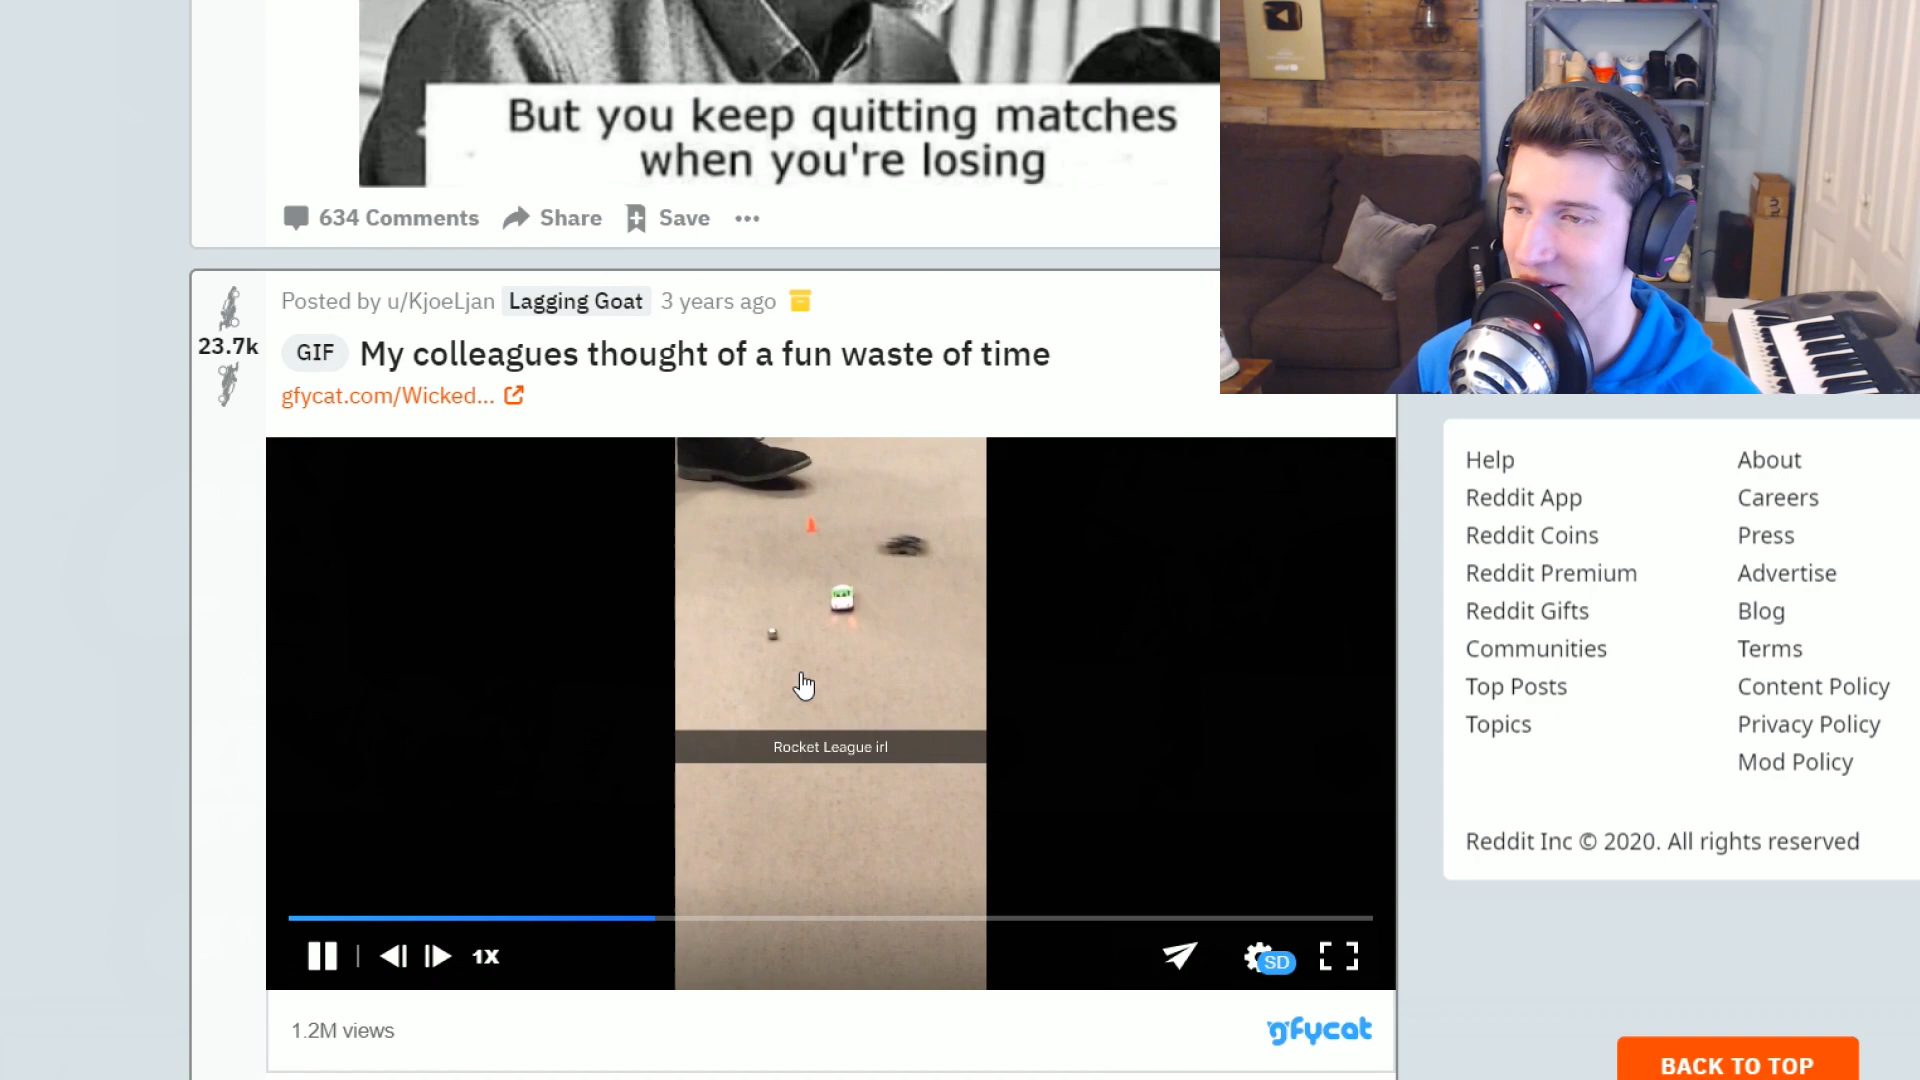 But you keep quitting matches
when you're losing
634 Comments Share Save
Posted by u/KjoeLjan Lagging Goat 3 years ago
23.7k
GIF My colleagues thought of a fun waste of time
gfycat.com/Wicked...
Rocket League irl
1X
SD
1.2M views
gfycat
Help About
Reddit App Careers
Reddit Coins Press
Reddit Premium Advertise
Reddit Gifts Blog
Communities Terms
Top Posts Content Policy
Topics Privacy Policy
Mod Policy
Reddit Inc © 2020. All rights reserved
BACK TO TOP